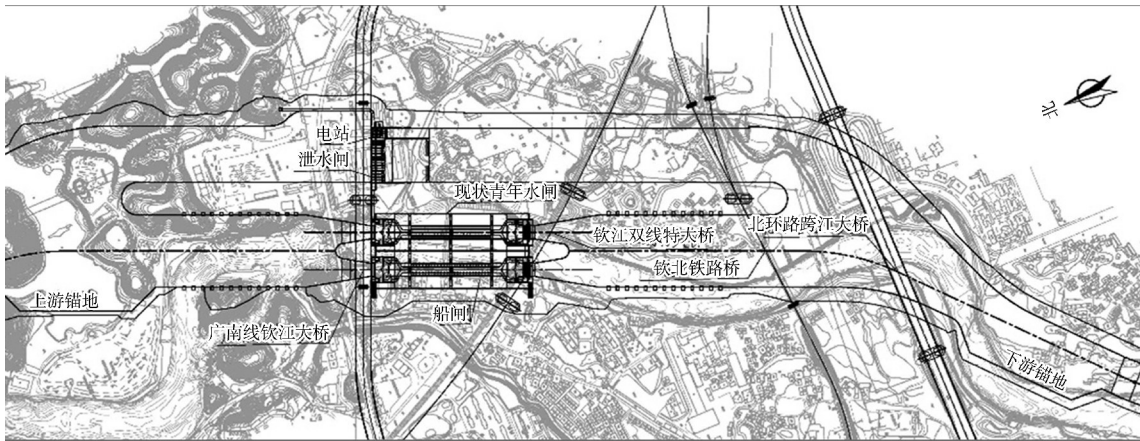 北
电站
泄水闸
现状青年水闸
北环路跨江大桥
钦江双线特大桥
钦北铁路桥
上游锚地
船闸
广南线钦江大桥
下游锚地